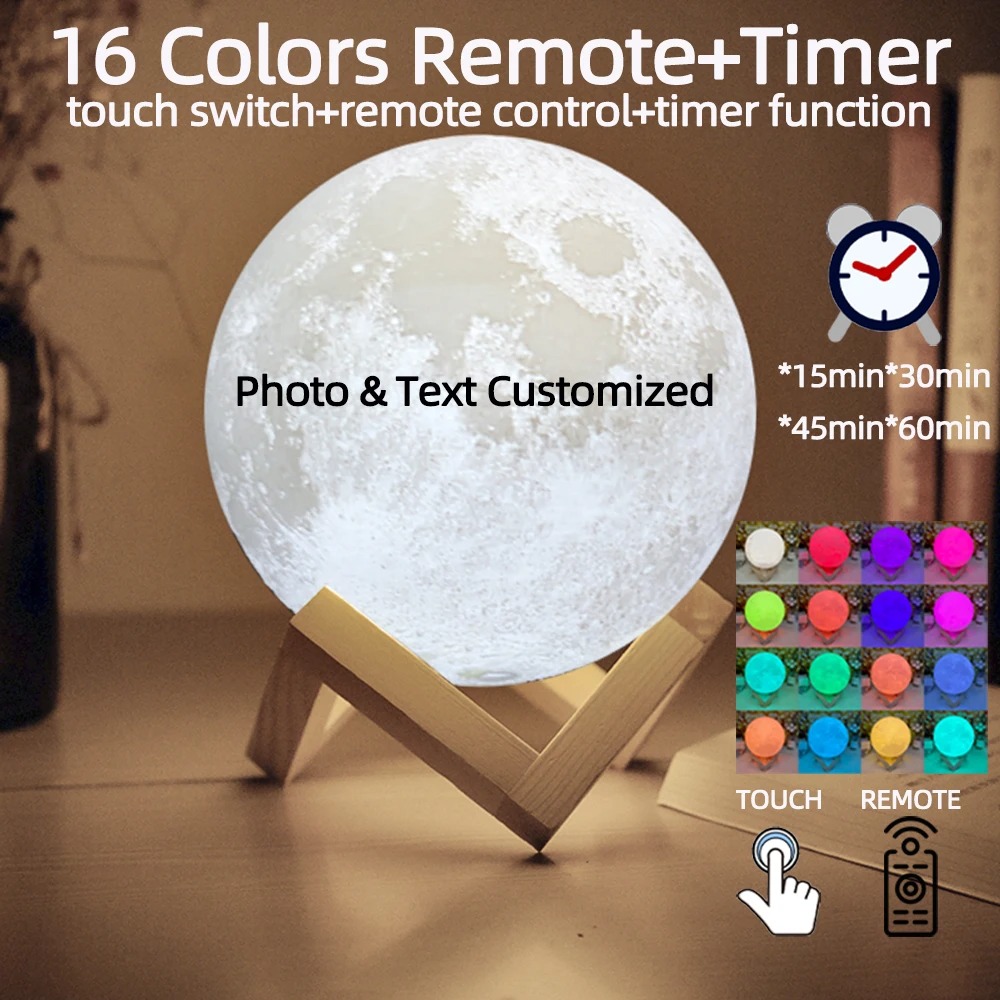 16 Colors Remote+Timer
touch switch+remote control+timer function
Photo & Text Customized
*15min*30min
*45min*60min
TOUCH REMOTE